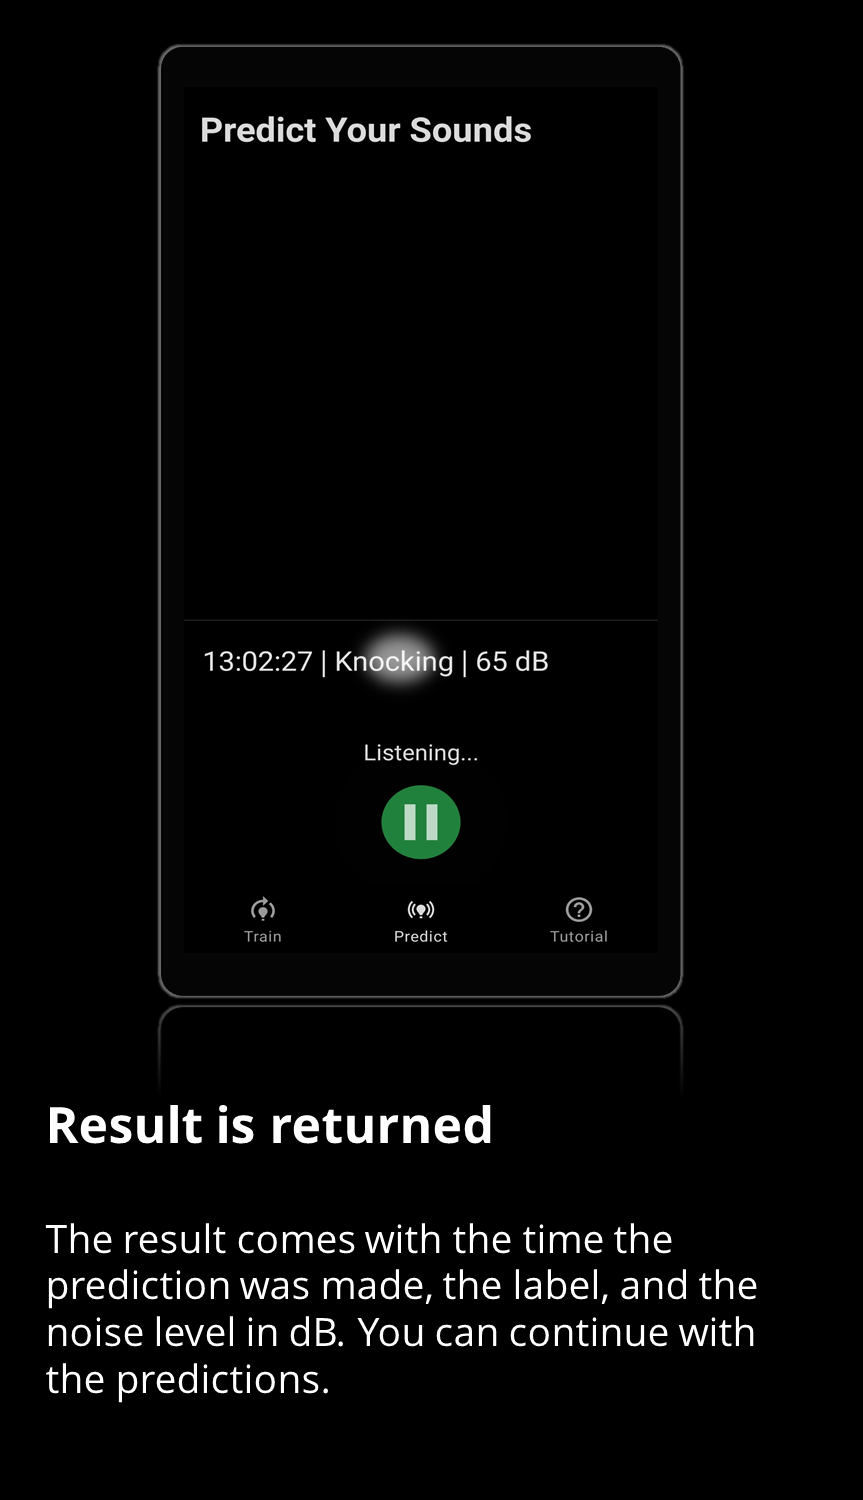 Predict Your Sounds
13:02:27 | Knocking | 65 dB
Listening...
Train
Predict
Tutorial
Result is returned
The result comes with the time the
prediction was made, the label, and the
noise level in dB. You can continue with
the predictions.